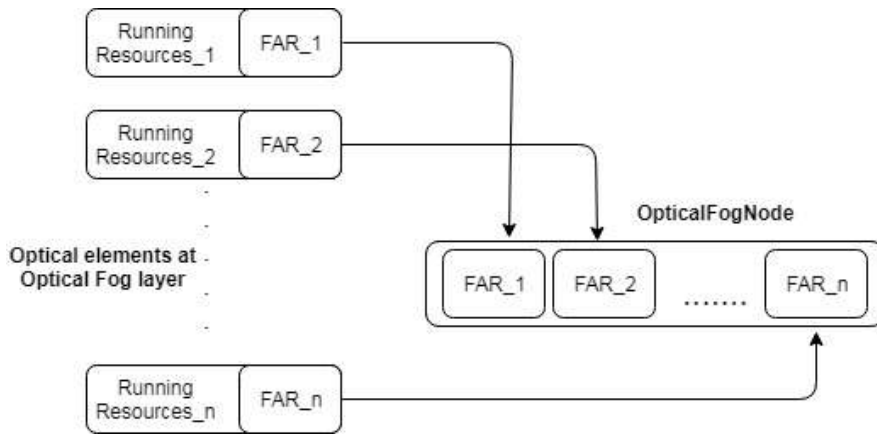 Running
Resources_1
FAR_1
Running
Resources_2
FAR_2
OpticalFogNode
Optical elements at
Optical Fog layer
FAR_1
FAR_2
.......
FAR_n
Running
Resources_n
FAR_n